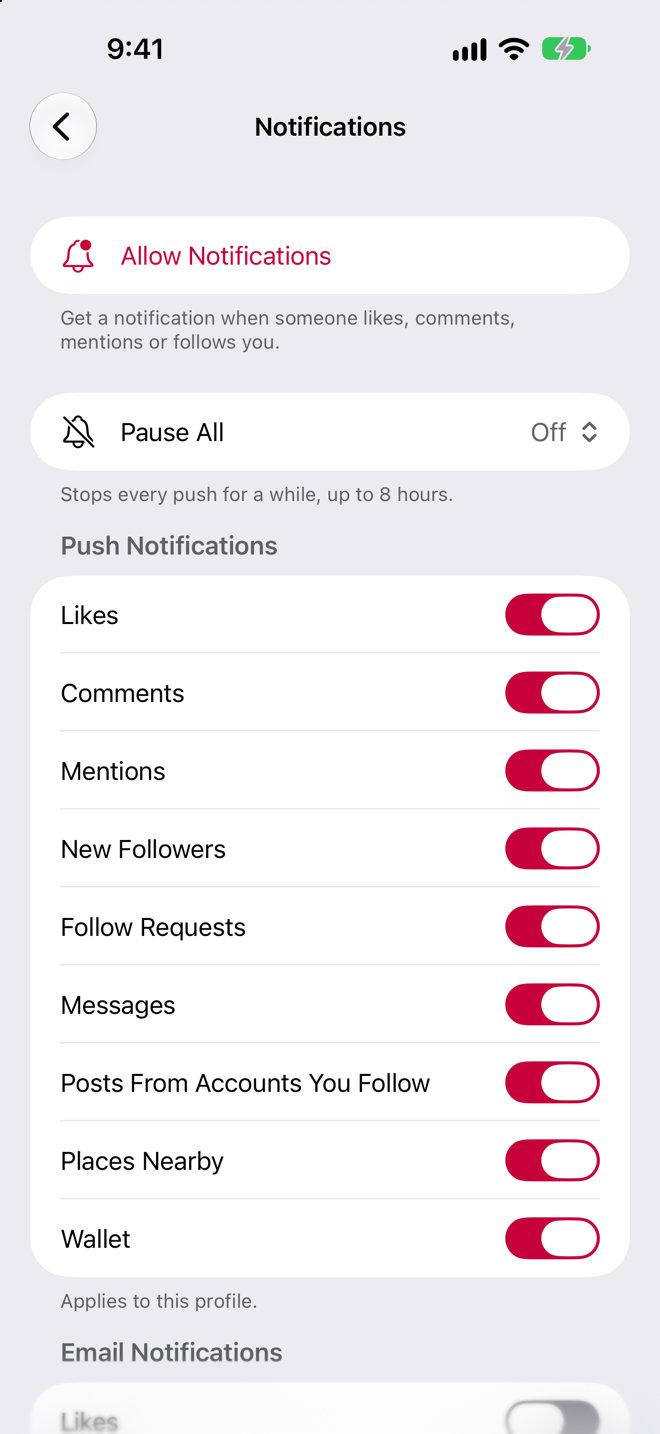 9:41
Notifications
Allow Notifications
Get a notification when someone likes, comments,
mentions or follows you.
Pause All
Off
Stops every push for a while, up to 8 hours.
Push Notifications
Likes
Comments
Mentions
New Followers
Follow Requests
Messages
Posts From Accounts You Follow
Places Nearby
Wallet
Applies to this profile.
Email Notifications
Likes